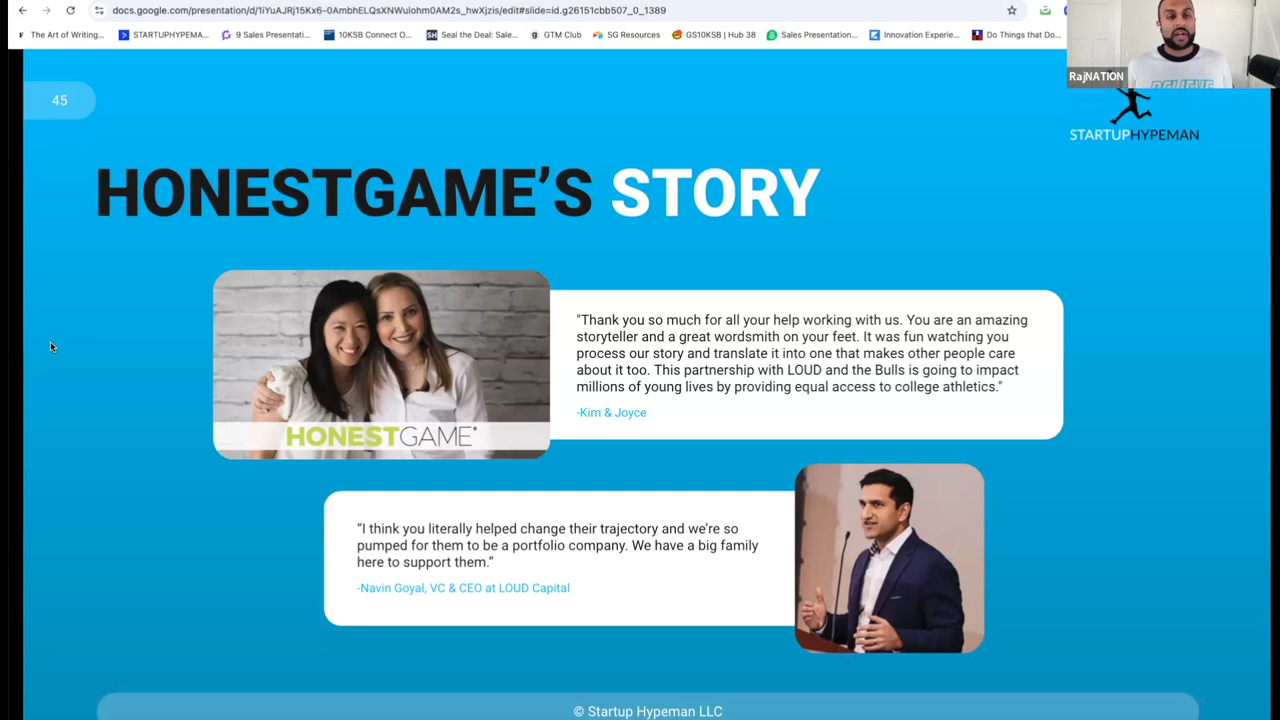 docs.google.com/presentation/d/1iYuAJRj15Kx6-0AmbhELQsXNWulohm0AM2s_hwXjzis/edit#slide=id.g26151cbb507_0_1389
The Art of Writing... STARTUPHYPEMA... 9 Sales Presentati... 10KSB Connect O... Seal the Deal: Sale... GTM Club SG Resources GS10KSB | Hub 38 Sales Presentation... Innovation Experie... Do Things that Do...
RajNATION
BELIEVE
45
STARTUPHYPEMAN
HONESTGAME'S STORY
"Thank you so much for all your help working with us. You are an amazing
storyteller and a great wordsmith on your feet. It was fun watching you
process our story and translate it into one that makes other people care
about it too. This partnership with LOUD and the Bulls is going to impact
millions of young lives by providing equal access to college athletics."
-Kim & Joyce
HONESTGAME
“I think you literally helped change their trajectory and we’re so
pumped for them to be a portfolio company. We have a big family
here to support them.”
-Navin Goyal, VC & CEO at LOUD Capital
© Startup Hypeman LLC